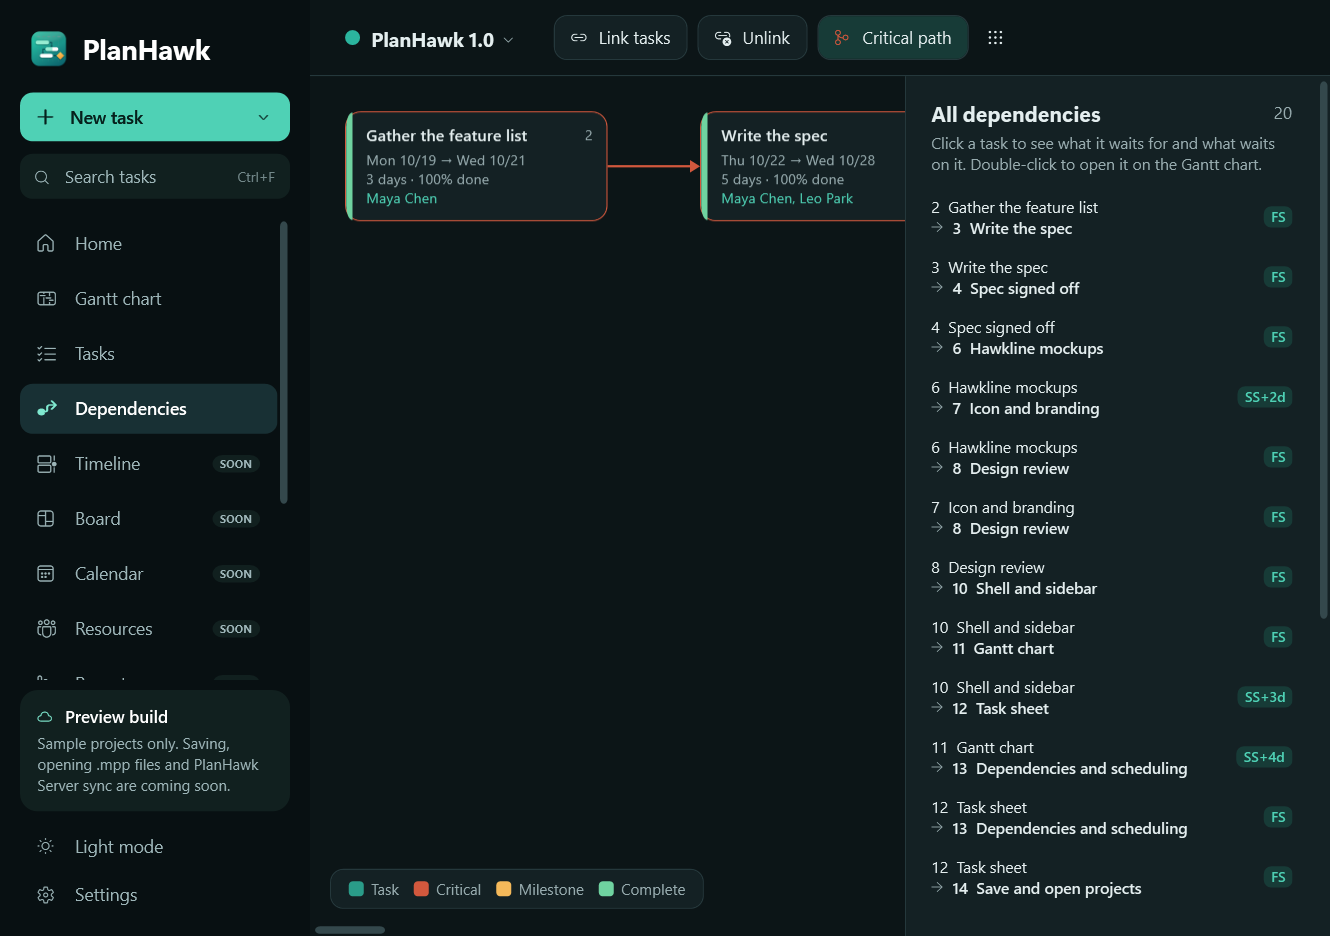 PlanHawk
New task
Search tasks Ctrl+F
Home
Gantt chart
Tasks
Dependencies
Timeline SOON
Board SOON
Calendar SOON
Resources SOON
Preview build
Sample projects only. Saving,
opening .mpp files and PlanHawk
Server sync are coming soon.
Light mode
Settings
PlanHawk 1.0
Link tasks
Unlink
Critical path
Gather the feature list 2
Mon 10/19 → Wed 10/21
3 days · 100% done
Maya Chen
Write the spec
Thu 10/22 → Wed 10/28
5 days · 100% done
Maya Chen, Leo Park
Task Critical Milestone Complete
All dependencies 20
Click a task to see what it waits for and what waits
on it. Double-click to open it on the Gantt chart.
2 Gather the feature list
→ 3 Write the spec FS
3 Write the spec
→ 4 Spec signed off FS
4 Spec signed off
→ 6 Hawkline mockups FS
6 Hawkline mockups
→ 7 Icon and branding SS+2d
6 Hawkline mockups
→ 8 Design review FS
7 Icon and branding
→ 8 Design review FS
8 Design review
→ 10 Shell and sidebar FS
10 Shell and sidebar
→ 11 Gantt chart FS
10 Shell and sidebar
→ 12 Task sheet SS+3d
11 Gantt chart
→ 13 Dependencies and scheduling SS+4d
12 Task sheet
→ 13 Dependencies and scheduling FS
12 Task sheet
→ 14 Save and open projects FS